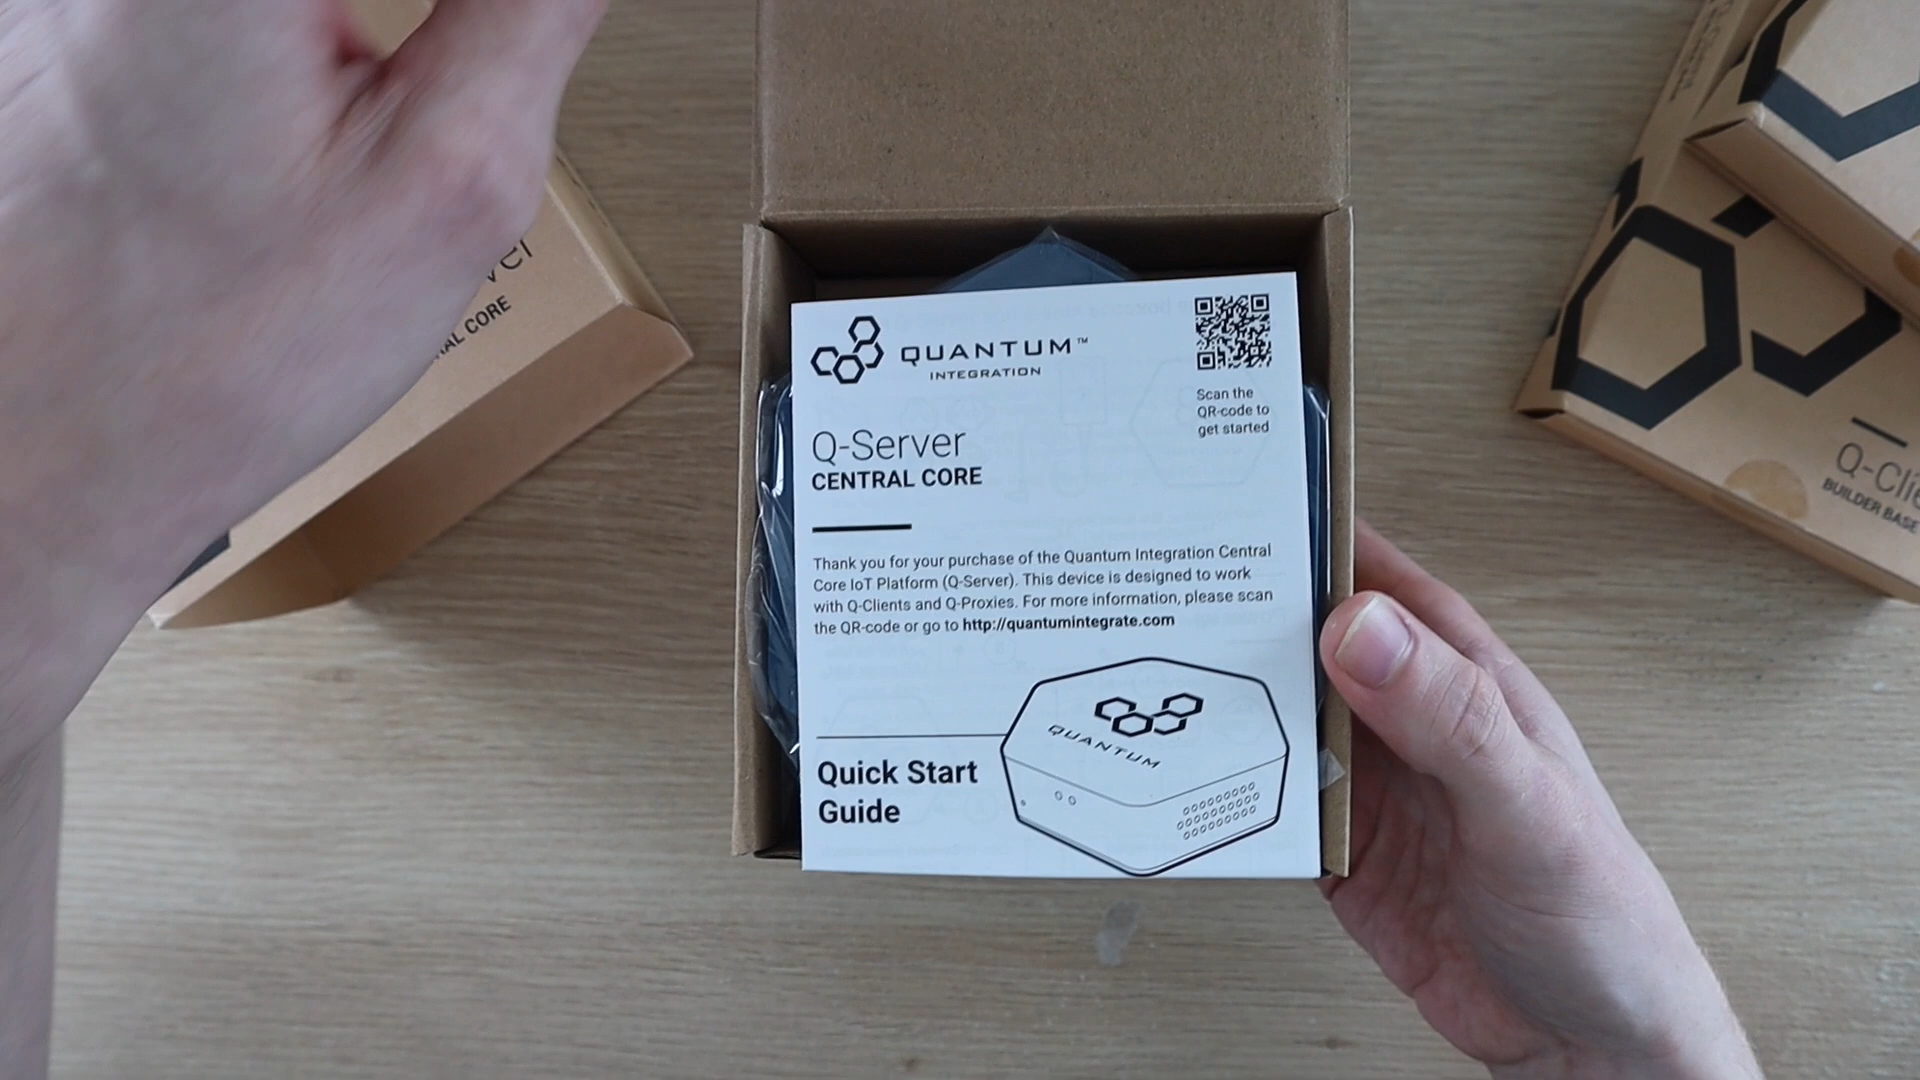 QUANTUM™
INTEGRATION
Scan the
QR-code to
get started
Q-Server
CENTRAL CORE
Thank you for your purchase of the Quantum Integration Central
Core IoT Platform (Q-Server). This device is designed to work
with Q-Clients and Q-Proxies. For more information, please scan
the QR-code or go to http://quantumintegrate.com
QUANTUM
Quick Start
Guide
CORE
BUILDER BASE